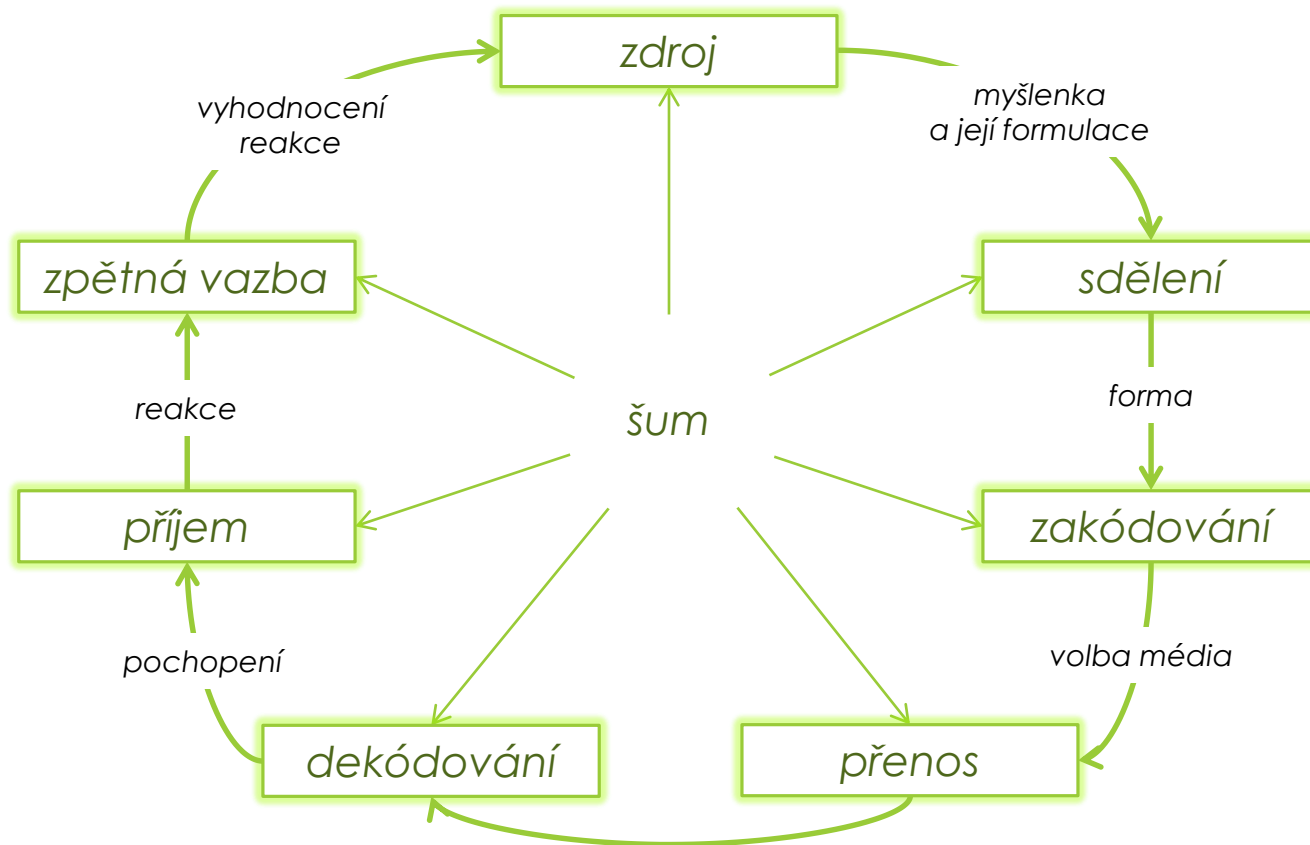 zdroj
myšlenka
a její formulace
vyhodnocení
reakce
zpětná vazba
sdělení
reakce
forma
šum
příjem
zakódování
pochopení
volba média
dekódování
přenos